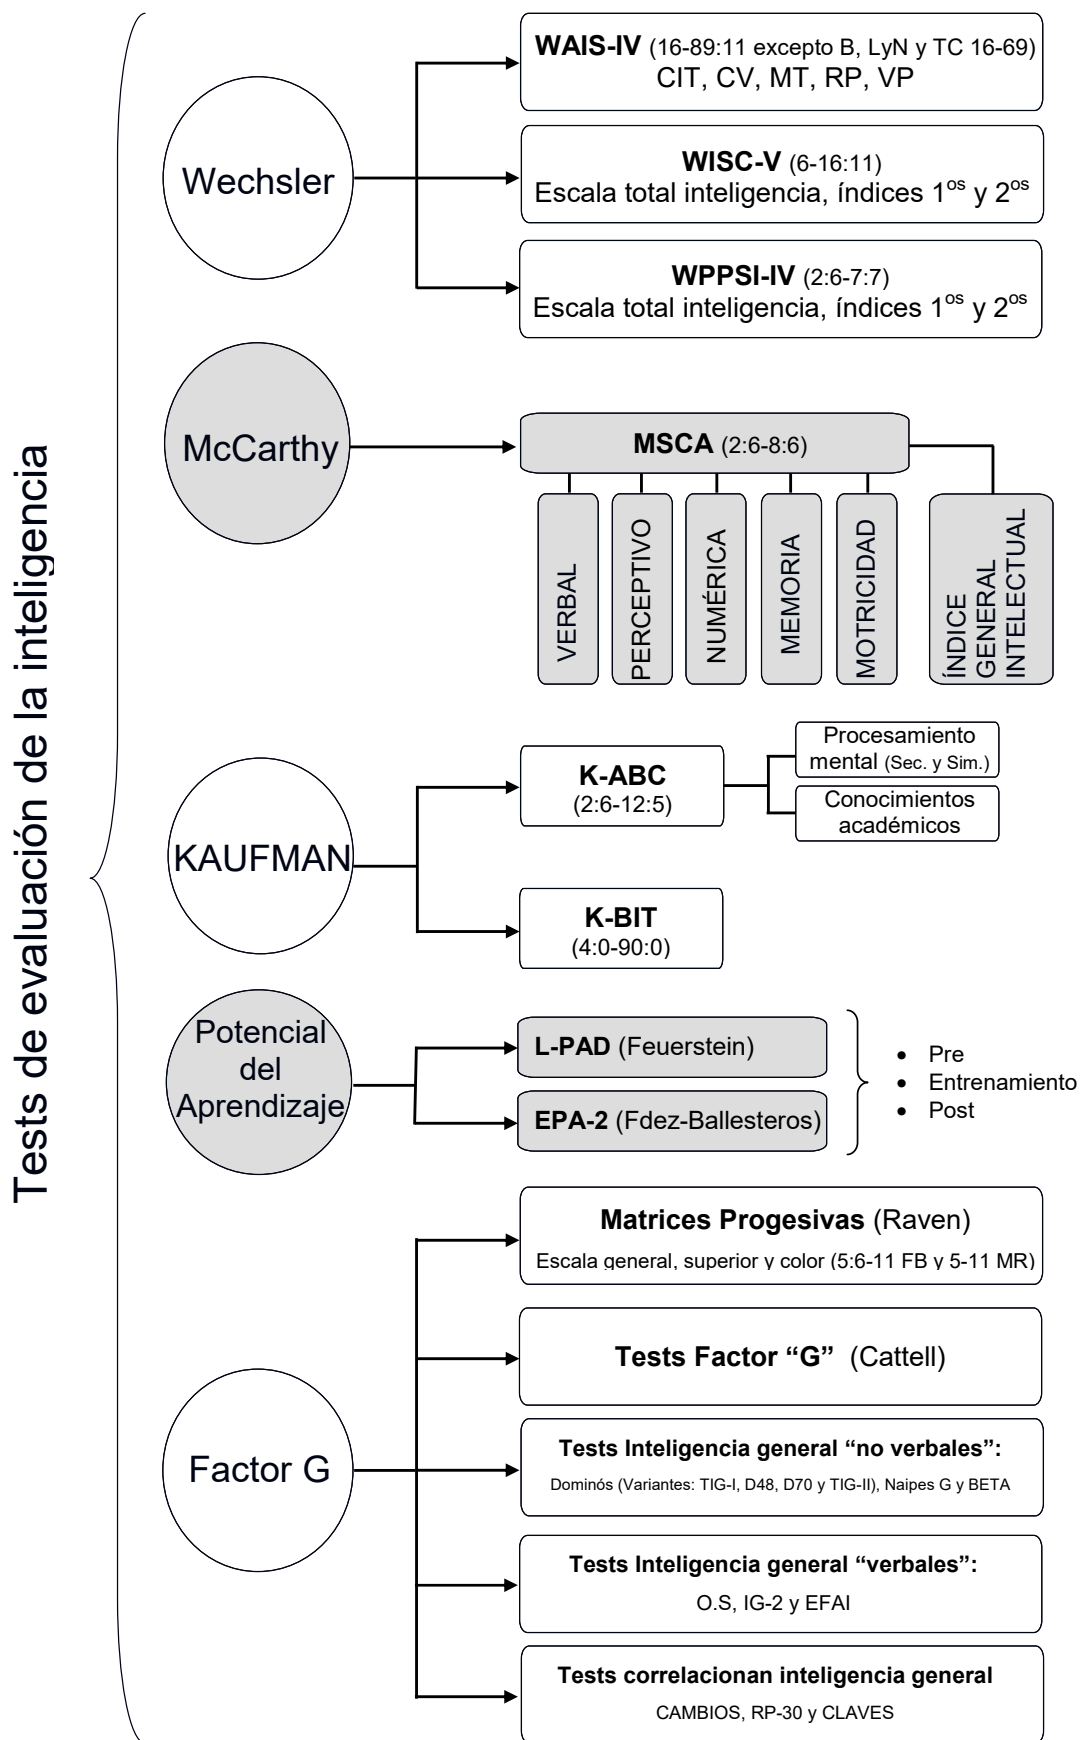 Tests de evaluación de la inteligencia
Wechsler
WAIS-IV (16-89:11 excepto B, LyN y TC 16-69)
CIT, CV, MT, RP, VP
WISC-V (6-16:11)
Escala total inteligencia, índices 1os y 2os
WPPSI-IV (2:6-7:7)
Escala total inteligencia, índices 1os y 2os
McCarthy
MSCA (2:6-8:6)
VERBAL
PERCEPTIVO
NUMÉRICA
MEMORIA
MOTRICIDAD
ÍNDICE
GENERAL
INTELECTUAL
KAUFMAN
K-ABC
(2:6-12:5)
Procesamiento
mental (Sec. y Sim.)
Conocimientos
académicos
K-BIT
(4:0-90:0)
Potencial
del
Aprendizaje
L-PAD (Feuerstein)
EPA-2 (Fdez-Ballesteros)
• Pre
• Entrenamiento
• Post
Factor G
Matrices Progesivas (Raven)
Escala general, superior y color (5:6-11 FB y 5-11 MR)
Tests Factor “G” (Cattell)
Tests Inteligencia general “no verbales”:
Dominós (Variantes: TIG-I, D48, D70 y TIG-II), Naipes G y BETA
Tests Inteligencia general “verbales”:
O.S, IG-2 y EFAI
Tests correlacionan inteligencia general
CAMBIOS, RP-30 y CLAVES